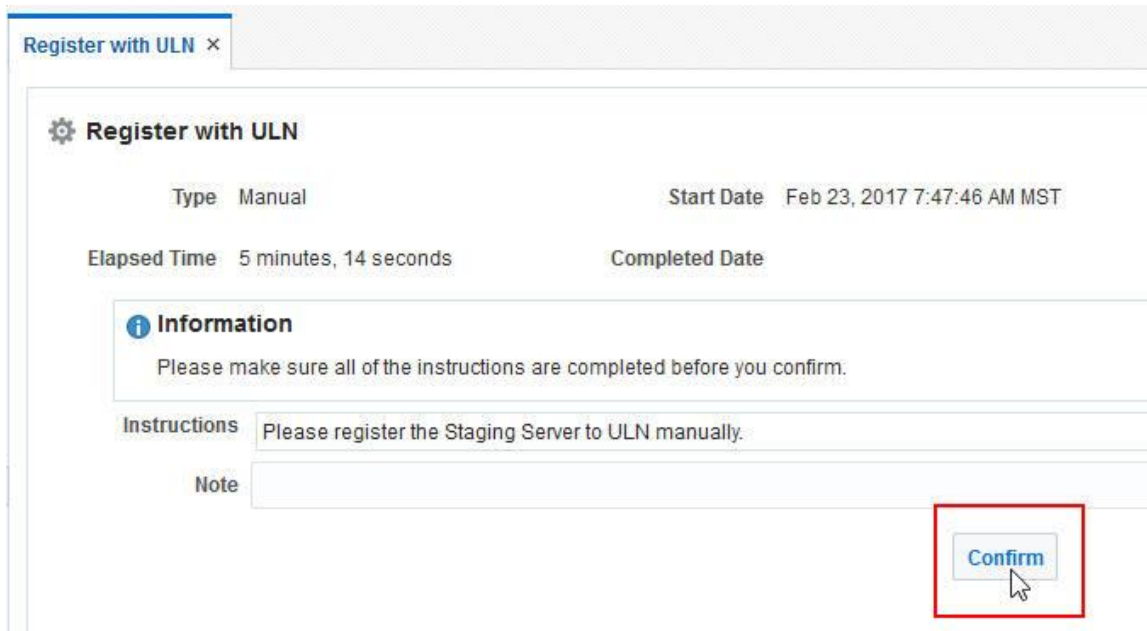 Register with ULN ×
Register with ULN
Type Manual Start Date Feb 23, 2017 7:47:46 AM MST
Elapsed Time 5 minutes, 14 seconds Completed Date
Information
Please make sure all of the instructions are completed before you confirm.
Instructions Please register the Staging Server to ULN manually.
Note
Confirm